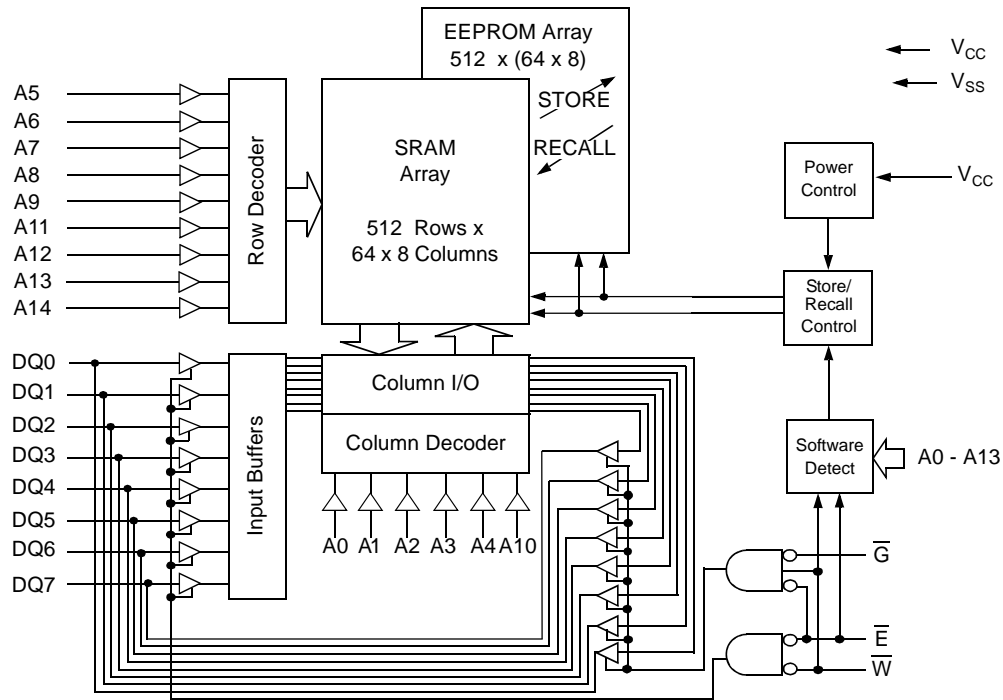 EEPROM Array
512 x (64 x 8)
STORE
RECALL
SRAM
Array
512 Rows x
64 x 8 Columns
A5
A6
A7
A8
A9
A11
A12
A13
A14
Row Decoder
VCC
VSS
Power
Control
VCC
Store/
Recall
Control
DQ0
DQ1
DQ2
DQ3
DQ4
DQ5
DQ6
DQ7
Input Buffers
Column I/O
Column Decoder
A0 A1 A2 A3 A4 A10
Software
Detect
A0 - A13
G̅
E̅
W̅